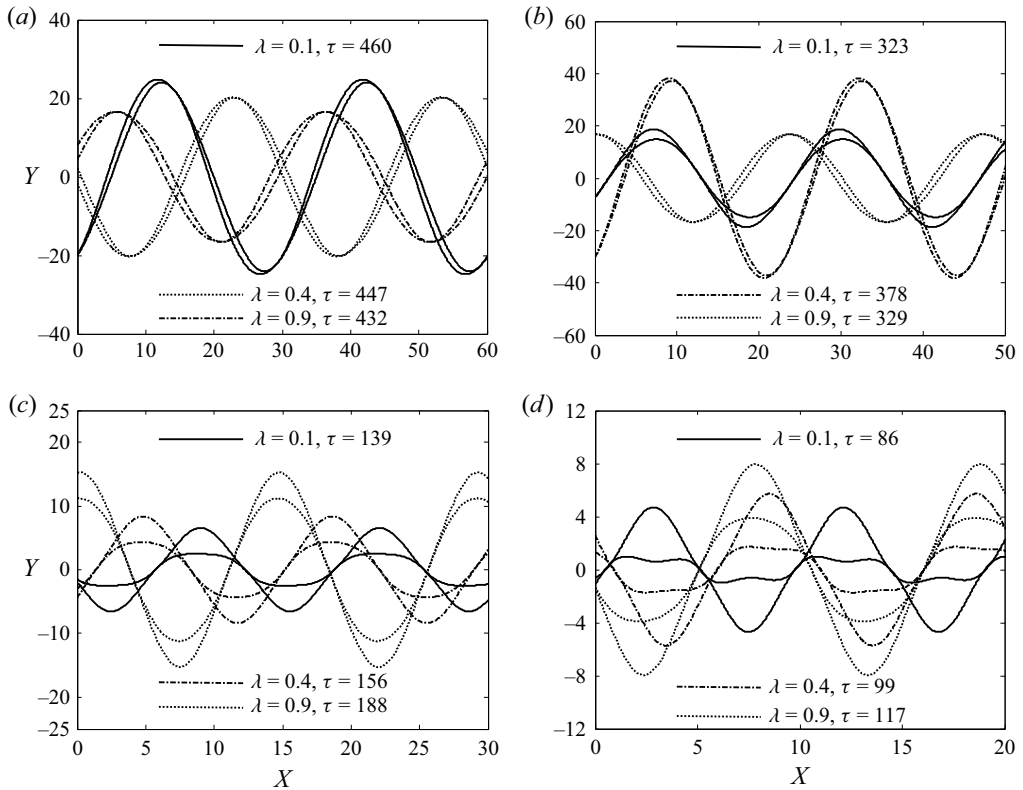 (a)
40
20
Y
0
–20
–40
λ = 0.1, τ = 460
λ = 0.4, τ = 447
λ = 0.9, τ = 432
0 10 20 30 40 50 60
(b)
60
40
20
0
–20
–40
–60
λ = 0.1, τ = 323
λ = 0.4, τ = 378
λ = 0.9, τ = 329
0 10 20 30 40 50
(c)
25
20
10
Y
0
–10
–20
–25
λ = 0.1, τ = 139
λ = 0.4, τ = 156
λ = 0.9, τ = 188
0 5 10 15 20 25 30
X
(d)
12
8
4
0
–4
–8
–12
λ = 0.1, τ = 86
λ = 0.4, τ = 99
λ = 0.9, τ = 117
0 5 10 15 20
X